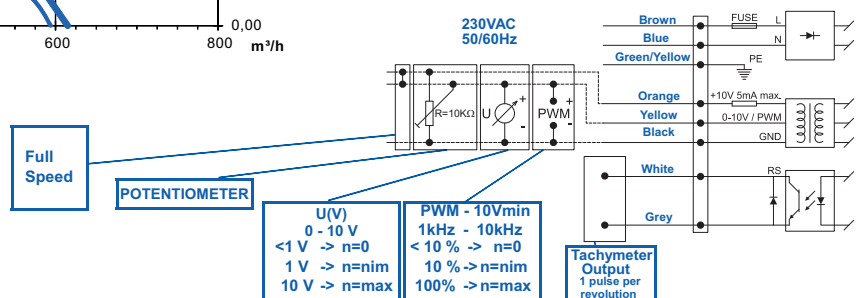 0,00
600
800
m³/h
230VAC
50/60Hz
Brown
FUSE
L
Blue
N
Green/Yellow
PE
Orange
+10V 5mA max.
Yellow
0-10V / PWM
Black
GND
White
RS
Grey
R=10KΩ
U
+
-
PWM
+
-
Full
Speed
POTENTIOMETER
U(V)
0 - 10 V
<1 V -> n=0
1 V -> n=nim
10 V -> n=max
PWM - 10Vmin
1kHz - 10kHz
< 10 % -> n=0
10 % -> n=nim
100% -> n=max
Tachymeter
Output
1 pulse per
revolution